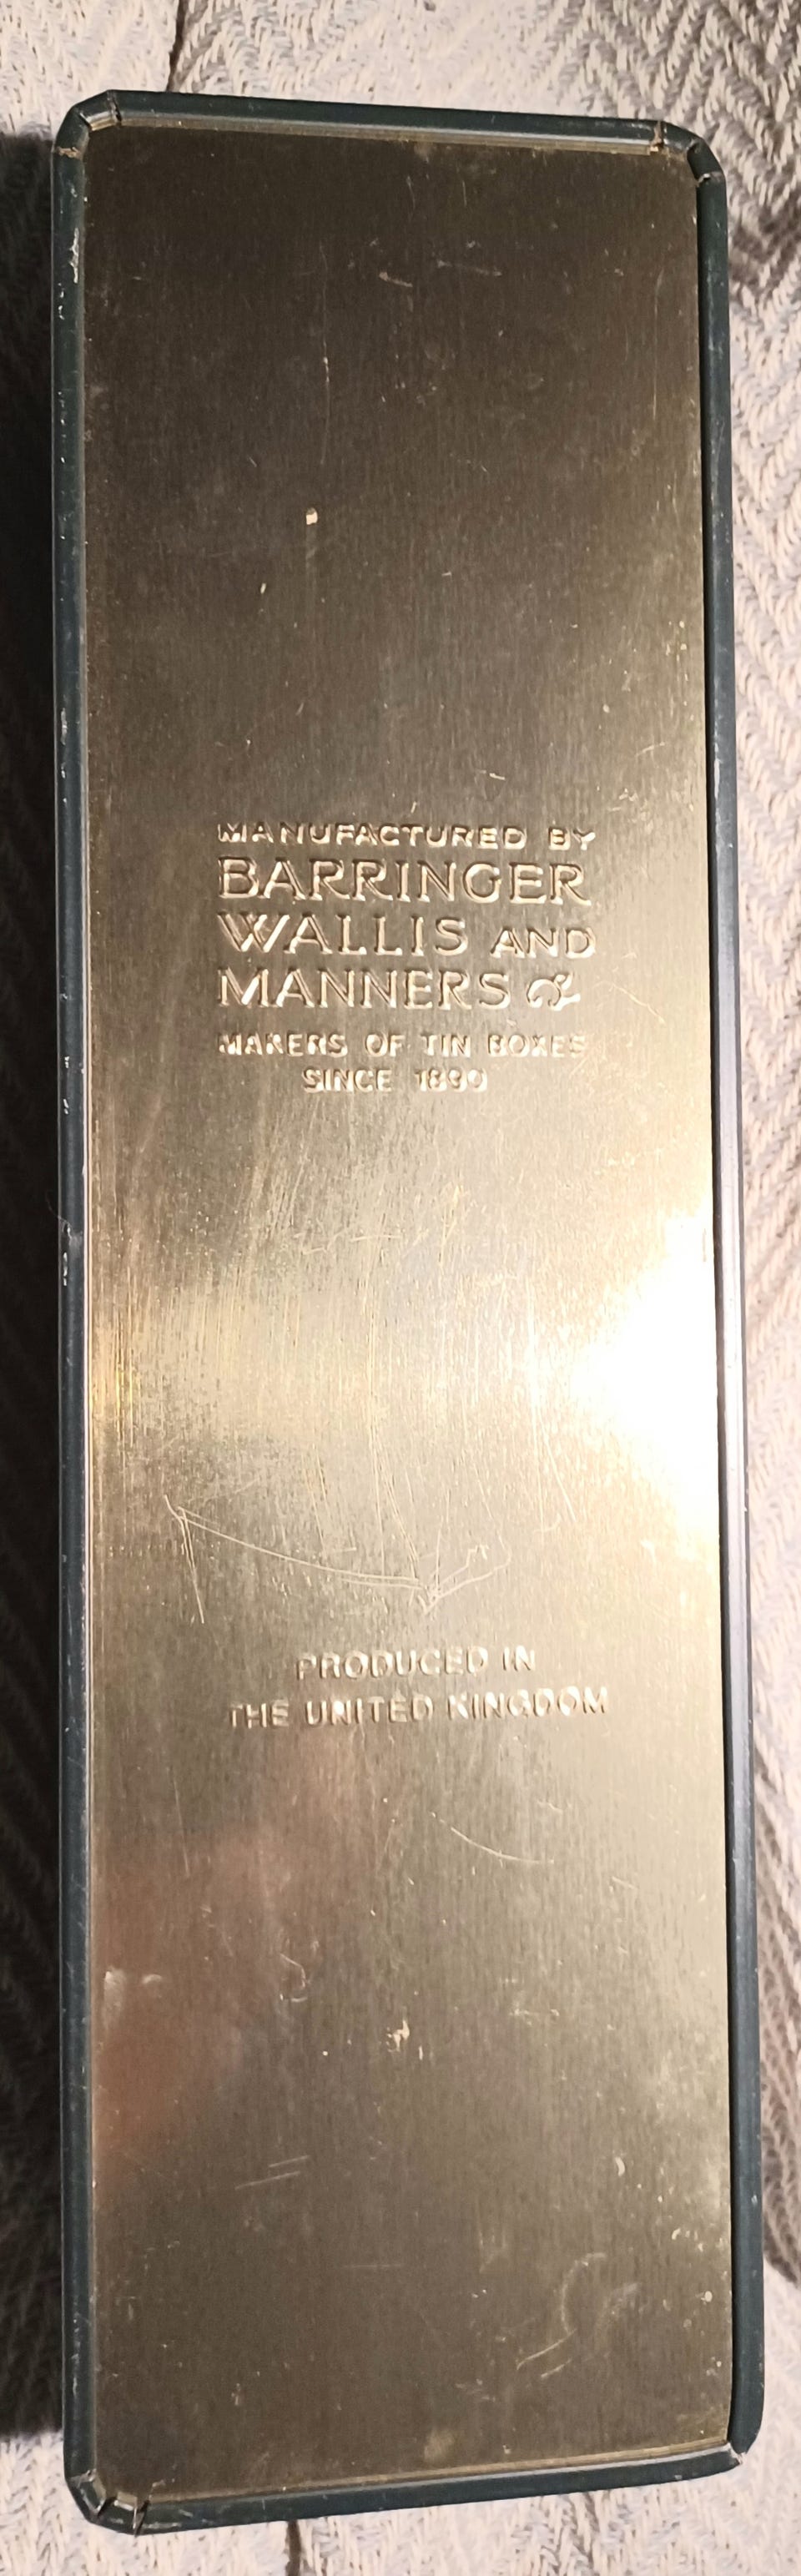 MANUFACTURED BY
BARRINGER
WALLIS AND
MANNERS
MAKERS OF TIN BOXES
SINCE 1890
PRODUCED IN
THE UNITED KINGDOM